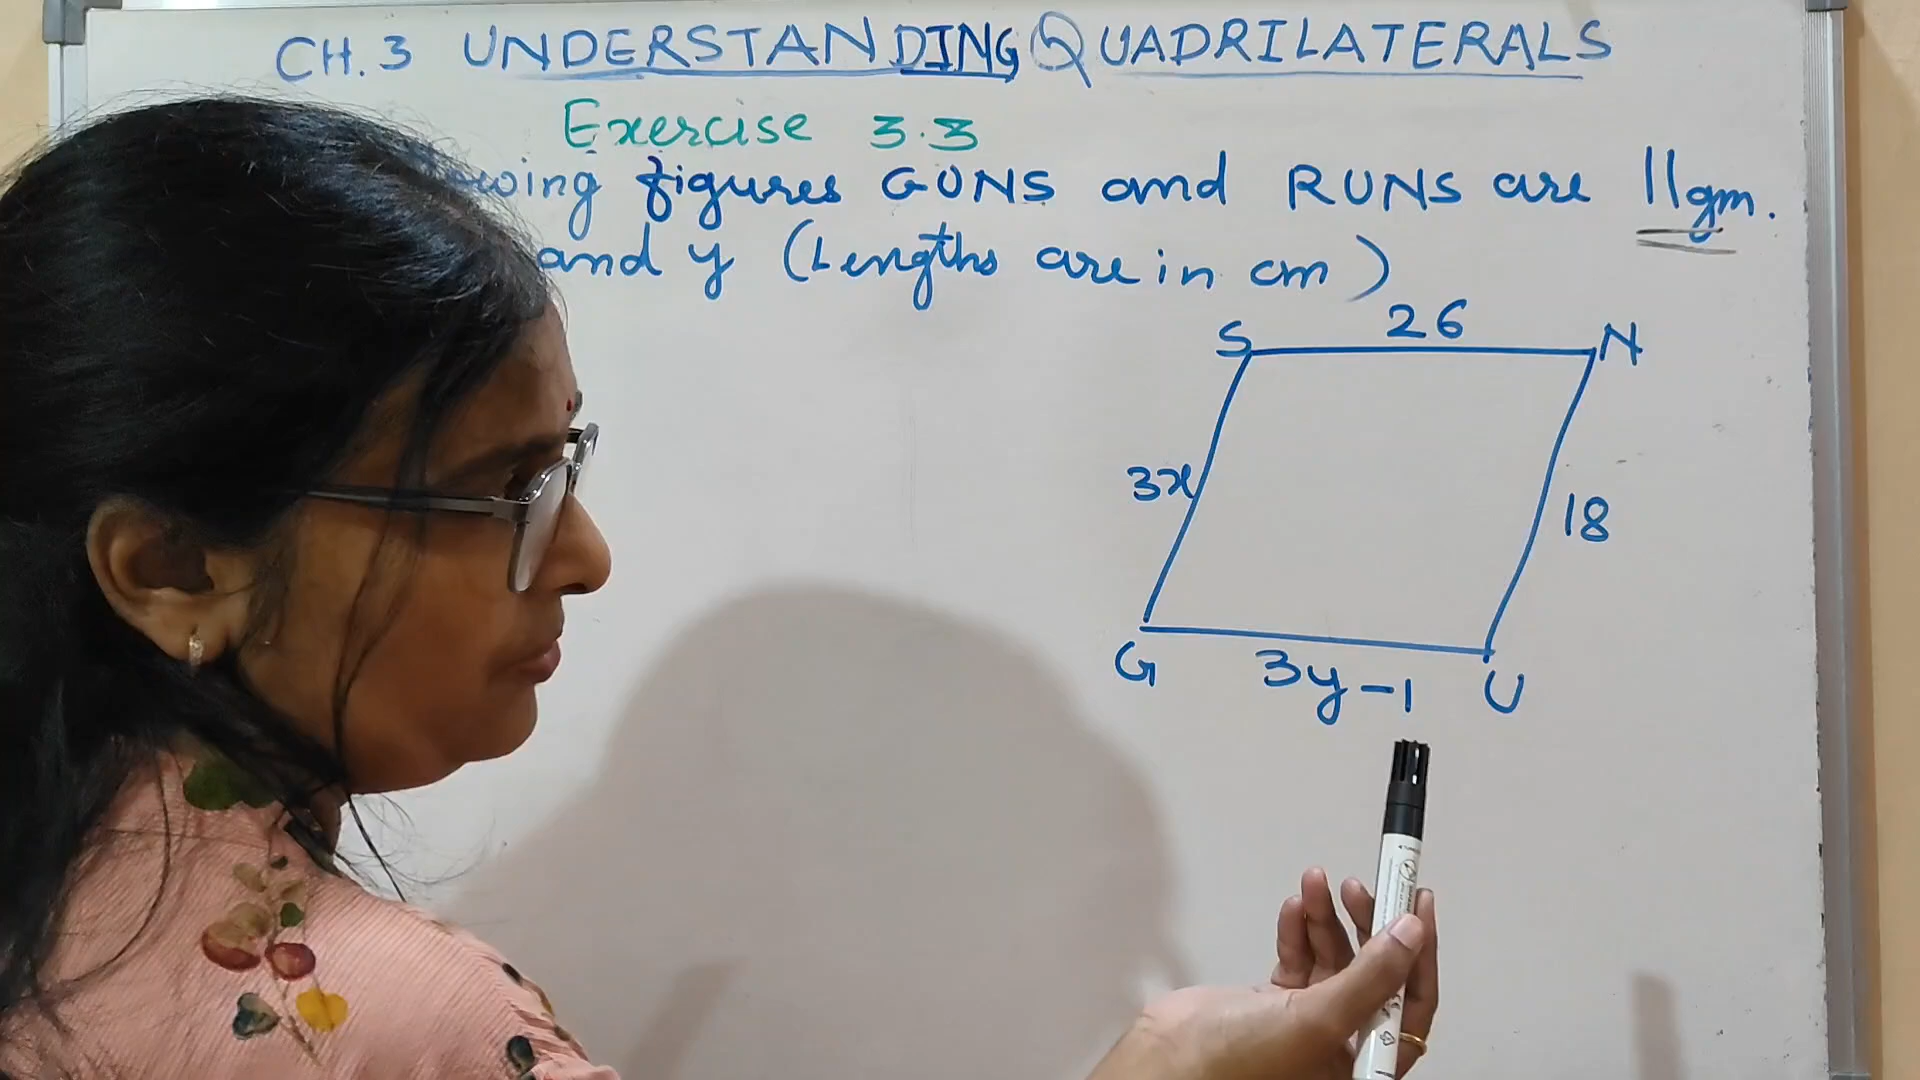 CH. 3 UNDERSTANDING QUADRILATERALS
Exercise 3.3
figures GUNS and RUNS are llgm.
and y (Lengths are in cm)
26
S N
3x
18
G 3y-1 U